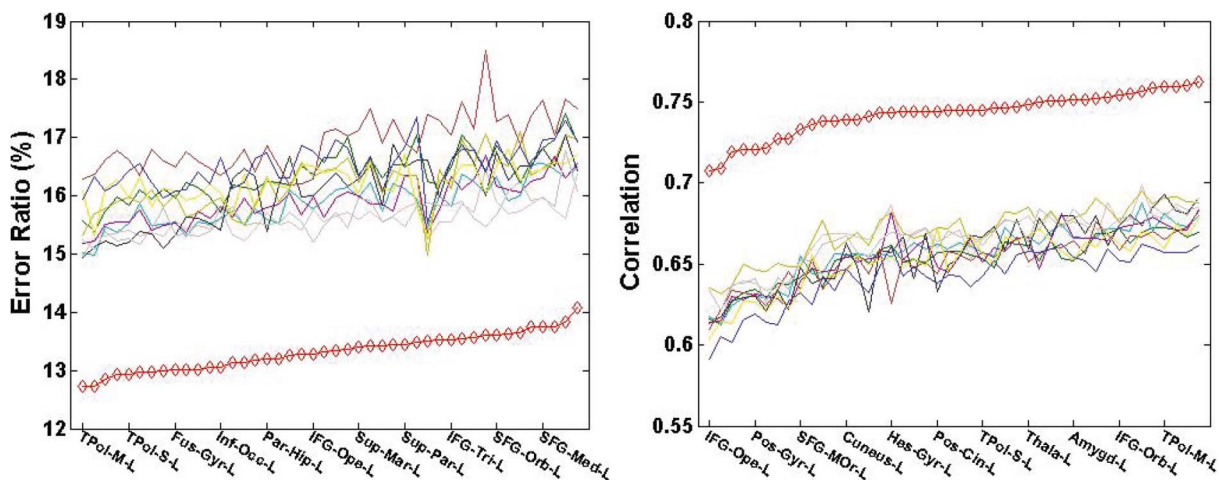 Error Ratio (%)
19
18
17
16
15
14
13
12
TPol-M-L
TPol-S-L
Fus-Gyr-L
Inf-Occ-L
Par-Hip-L
IFG-Ope-L
Sup-Mar-L
Sup-Par-L
IFG-Tri-L
SFG-Orb-L
SFG-Med-L
Correlation
0.8
0.75
0.7
0.65
0.6
0.55
IFG-Ope-L
Pos-Gyr-L
SFG-MOr-L
Cuneus-L
Hes-Gyr-L
Pos-Cin-L
TPol-S-L
Thala-L
Amygd-L
IFG-Orb-L
TPol-M-L